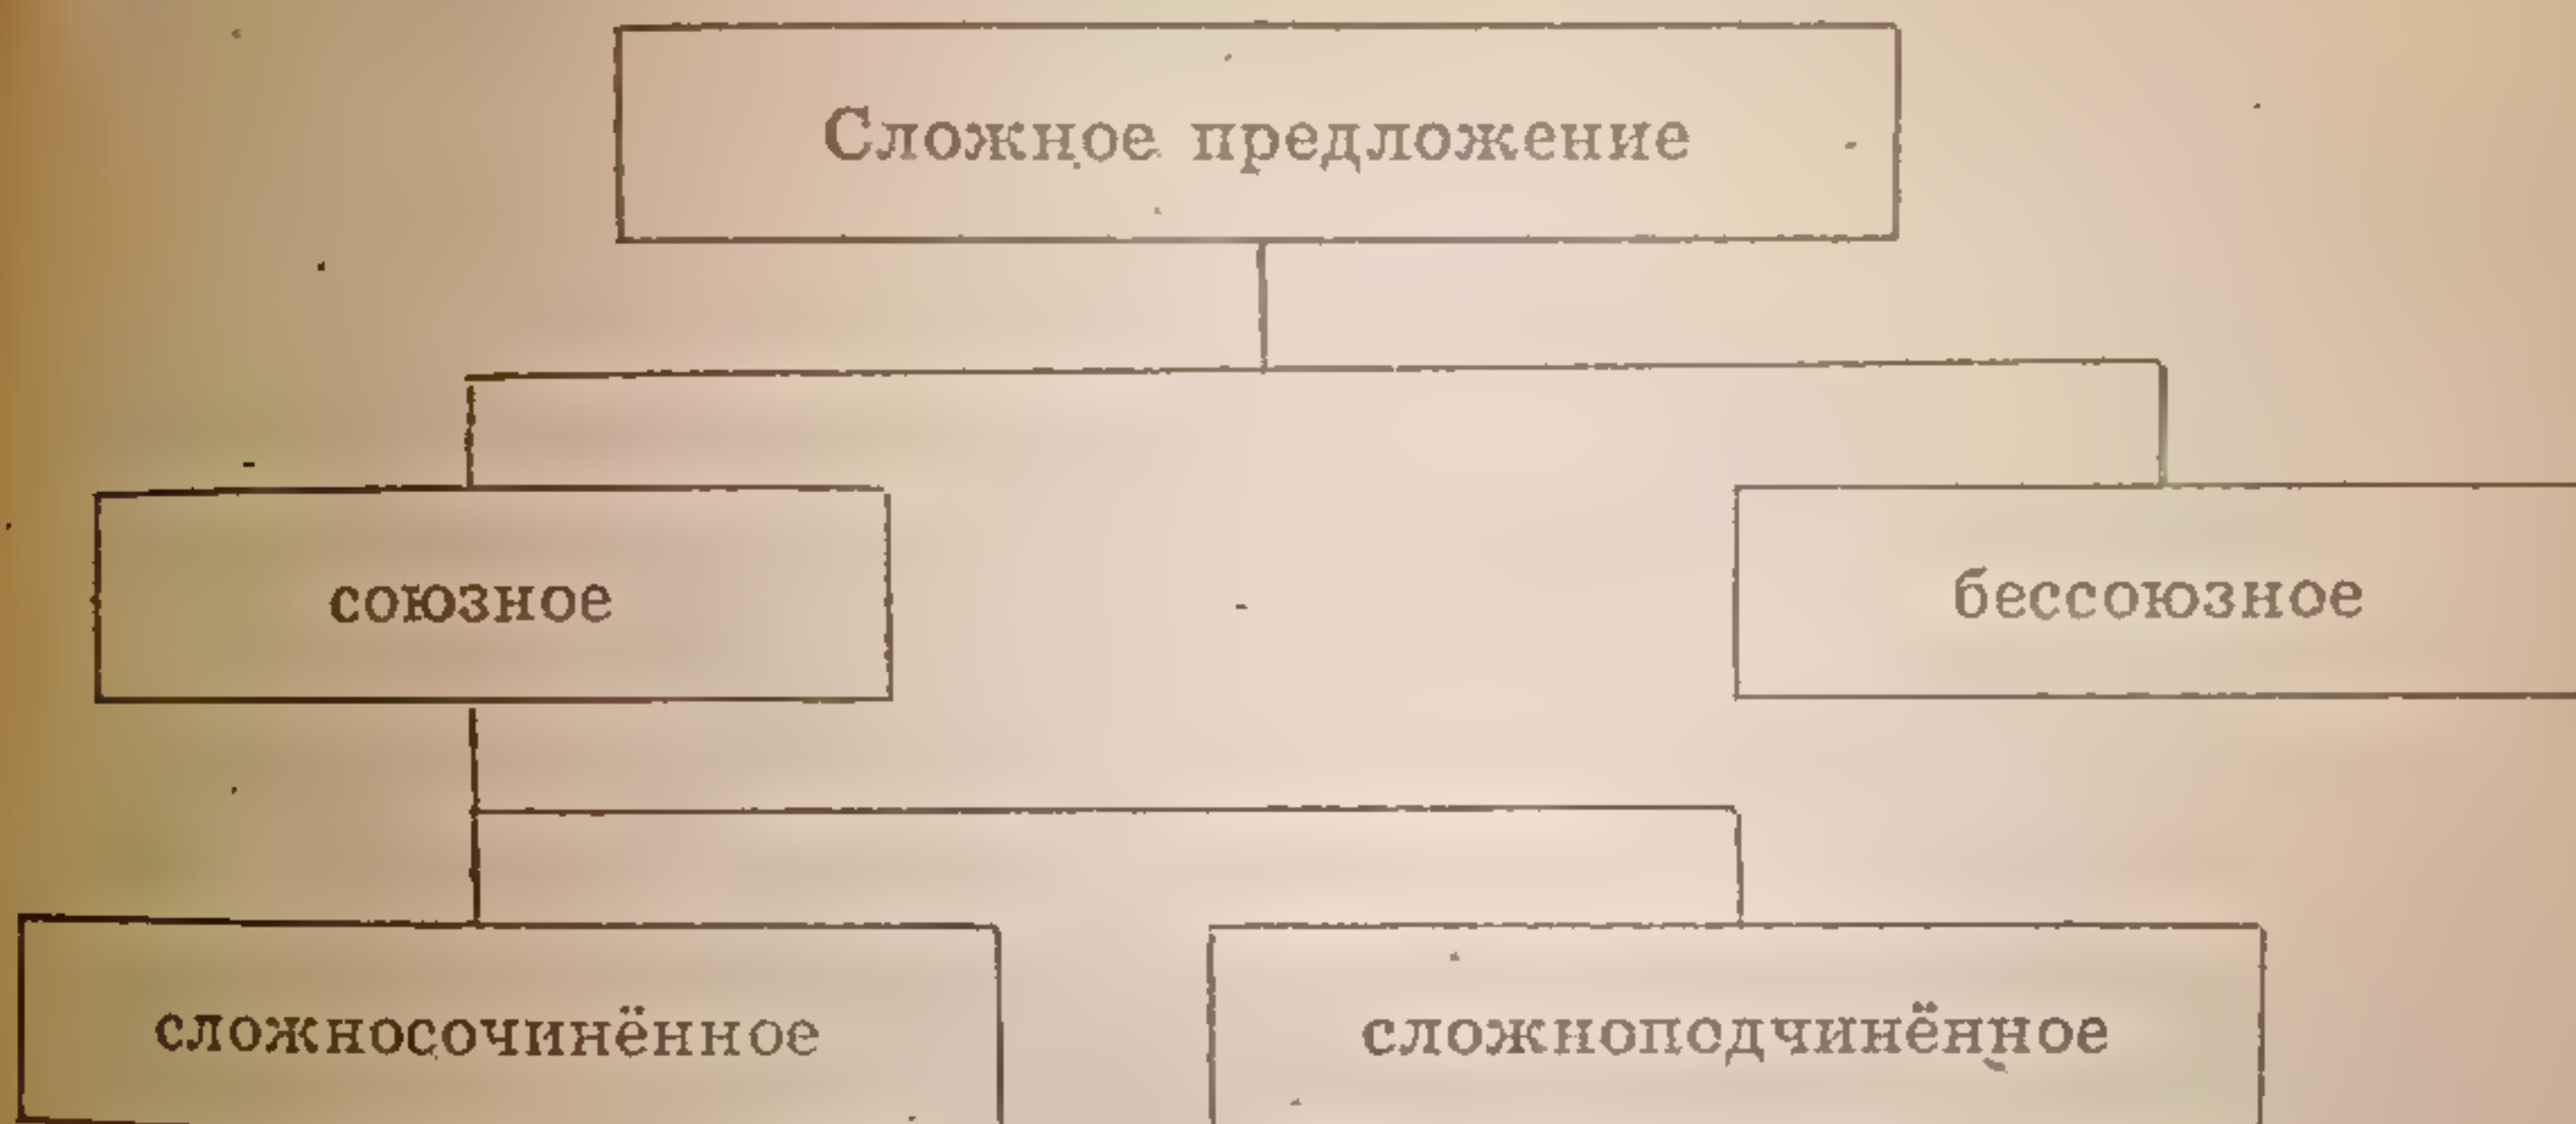 Сложное предложение
союзное
бессоюзное
сложносочинённое
сложноподчинённое